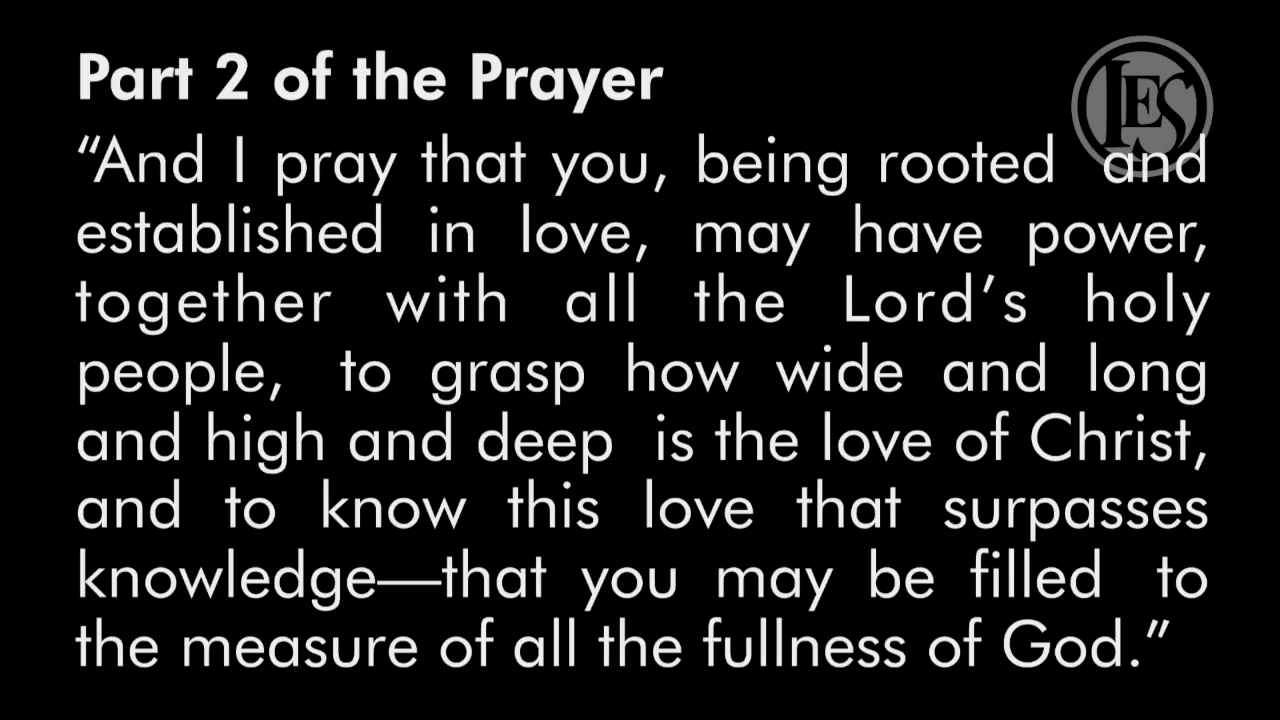 Part 2 of the Prayer
LES
“And I pray that you, being rooted and
established in love, may have power,
together with all the Lord’s holy
people, to grasp how wide and long
and high and deep is the love of Christ,
and to know this love that surpasses
knowledge—that you may be filled to
the measure of all the fullness of God.”